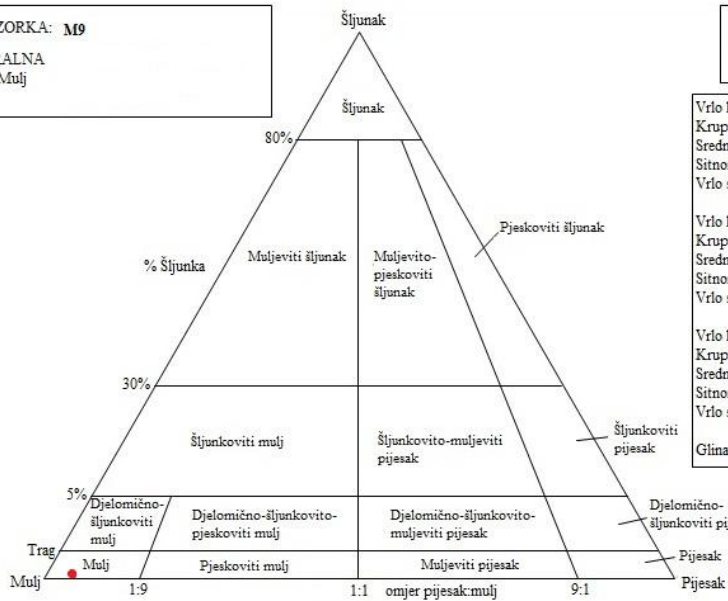 ZORKA: M9
ALNA
Mulj
Šljunak
Šljunak
80%
Pjeskoviti šljunak
% Šljunka
Muljeviti šljunak
Muljevito-
pjeskoviti
šljunak
30%
Šljunkoviti mulj
Šljunkovito-muljeviti
pijesak
Šljunkoviti
pijesak
5%
Djelomično-
šljunkoviti
mulj
Djelomično-šljunkovito-
pjeskoviti mulj
Djelomično-šljunkovito-
muljeviti pijesak
Djelomično-
šljunkoviti pij
Trag
Mulj
Pjeskoviti mulj
Muljeviti pijesak
Pijesak
Mulj
1:9
1:1
omjer pijesak:mulj
9:1
Pijesak
Vrlo
Krup
Sredn
Sitno
Vrlo s
Vrlo
Krup
Sredn
Sitno
Vrlo s
Vrlo
Krup
Sredn
Sitno
Vrlo s
Glina